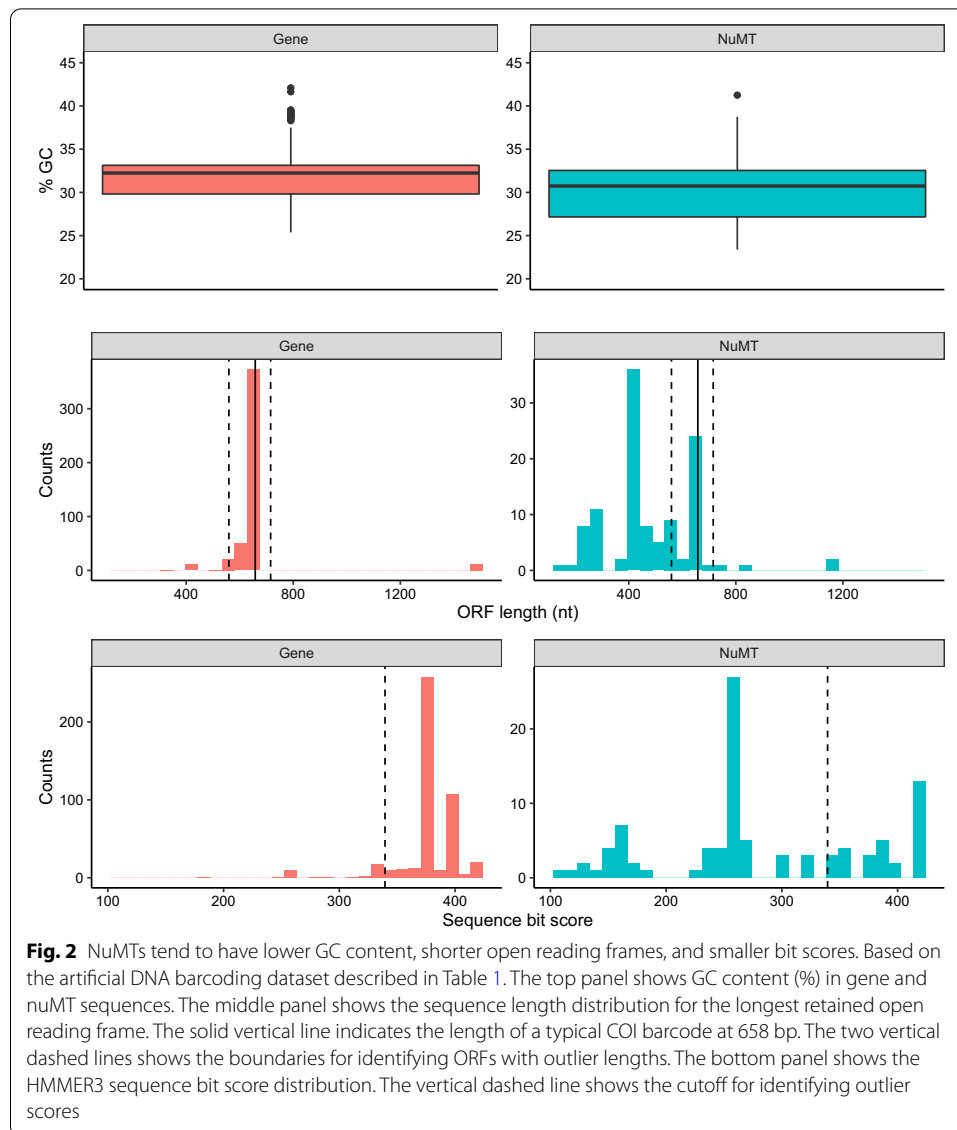 Gene NuMT
45 45
40 40
35 35
% GC
30 30
25 25
20 20
Gene NuMT
300 30
200 20
Counts
100 10
0 0
400 800 1200 400 800 1200
ORF length (nt)
Gene NuMT
200 20
Counts
100 10
0 0
100 200 300 400 100 200 300 400
Sequence bit score
Fig. 2 NuMTs tend to have lower GC content, shorter open reading frames, and smaller bit scores. Based on
the artificial DNA barcoding dataset described in Table 1. The top panel shows GC content (%) in gene and
nuMT sequences. The middle panel shows the sequence length distribution for the longest retained open
reading frame. The solid vertical line indicates the length of a typical COI barcode at 658 bp. The two vertical
dashed lines shows the boundaries for identifying ORFs with outlier lengths. The bottom panel shows the
HMMER3 sequence bit score distribution. The vertical dashed line shows the cutoff for identifying outlier
scores